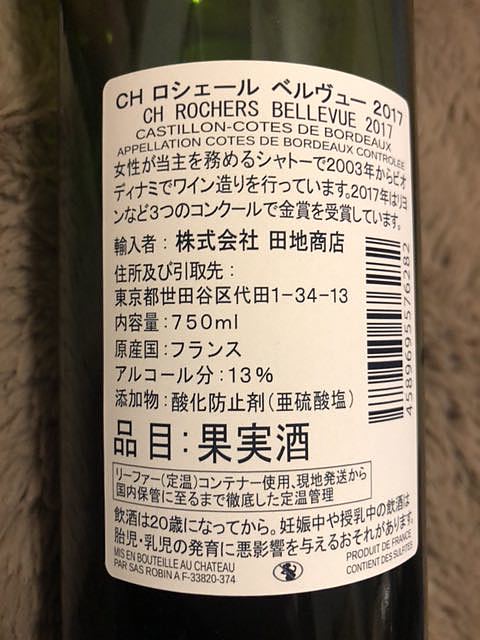 CH ロシェール ベルヴュー 2017
CH ROCHERS BELLEVUE 2017
CASTILLON-COTES DE BORDEAUX
APPELLATION COTES DE BORDEAUX CONTROLEE
女性が当主を務めるシャトーで2003年からビオ
ディナミでワイン造りを行っています。2017年はリヨ
ンなど3つのコンクールで金賞を受賞しています。
輸入者：株式会社 田地商店
住所及び引取先：
東京都世田谷区代田1-34-13
内容量：750ml
原産国：フランス
アルコール分：13%
添加物：酸化防止剤（亜硫酸塩）
品目：果実酒
4589695576282
リーファー（定温）コンテナー使用、現地発送から
国内保管に至るまで徹底した定温管理
飲酒は20歳になってから。妊娠中や授乳中の飲酒は
胎児・乳児の発育に悪影響を与えるおそれがあります。
MIS EN BOUTEILLE AU CHATEAU
PAR SAS ROBIN A F-33820-374
PRODUIT DE FRANCE
CONTIENT DES SULFITES